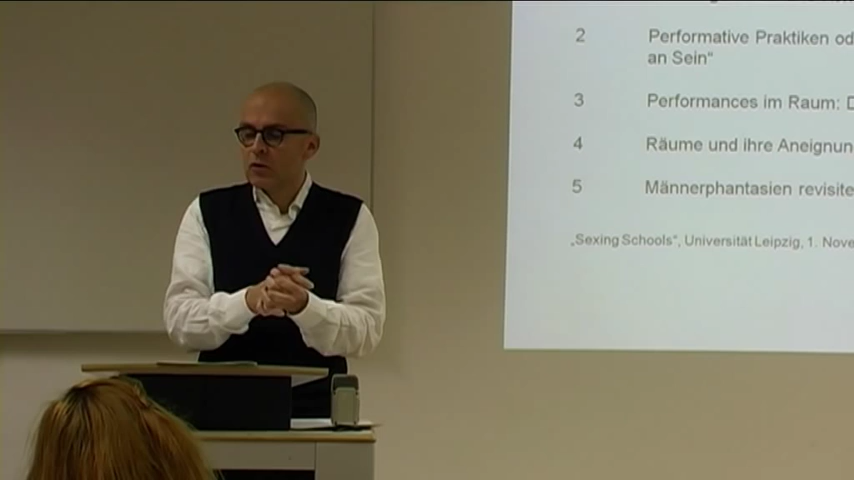 2 Performative Praktiken od
an Sein“
3 Performances im Raum: D
4 Räume und ihre Aneignun
5 Männerphantasien revisite
„Sexing Schools“, Universität Leipzig, 1. Nove